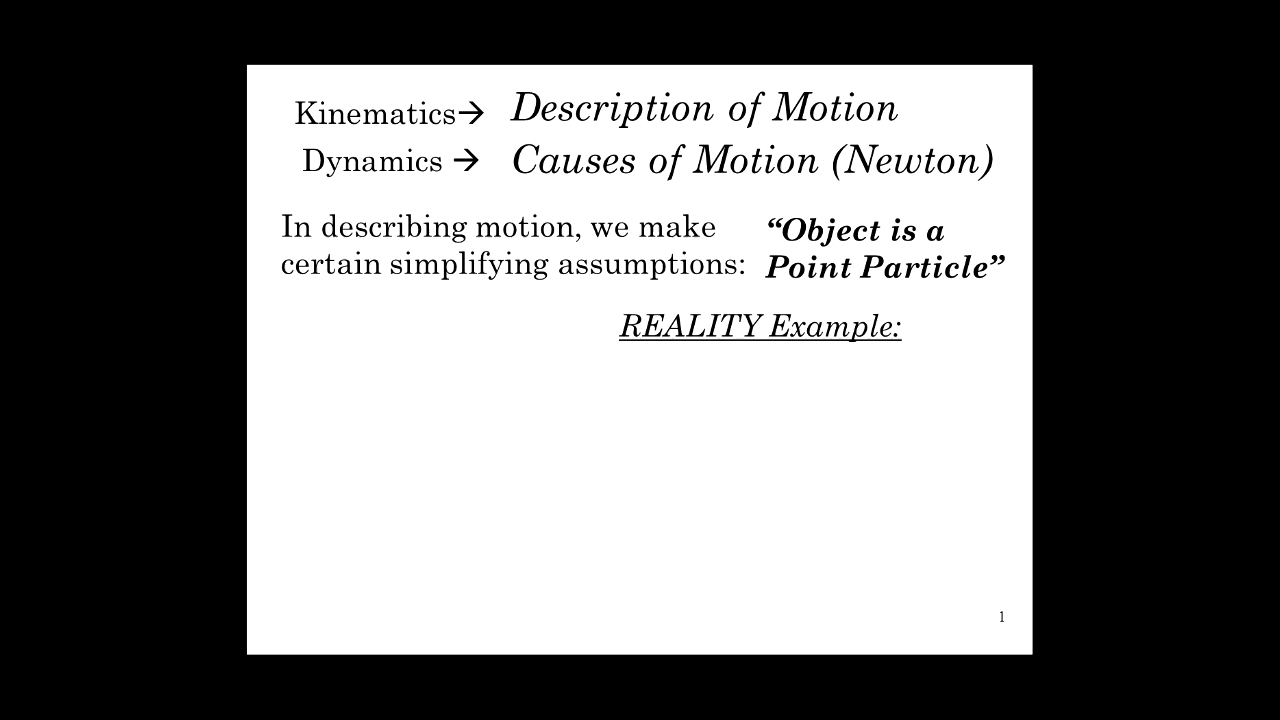 Kinematics→ Description of Motion
Dynamics → Causes of Motion (Newton)
In describing motion, we make
certain simplifying assumptions:
“Object is a
Point Particle”
REALITY Example:
1